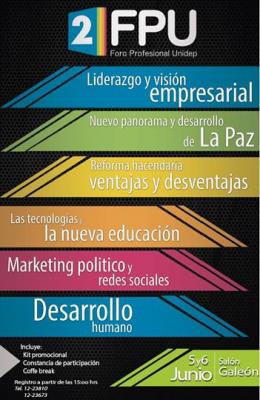 2 FPU
Foro Profesional Unidep
Liderazgo y visión
empresarial
Nuevo panorama y desarrollo
de La Paz
Reforma hacendaria
ventajas y desventajas
Las tecnologías y
la nueva educación
Marketing politico y
redes sociales
Desarrollo
humano
Incluye:
Kit promocional
Constancia de participación
Coffe break
Registro a partir de las 15:00 hrs
Tel. 12-23810
12-23673
5 y 6
Junio
Salón
Galeón